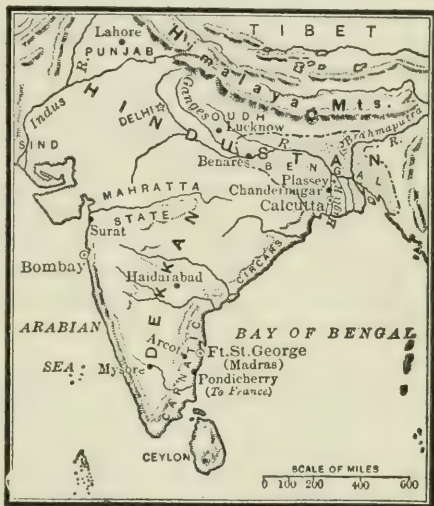 TIBET
Lahore
PUNJAB
Himalaya Mts.
Indus R.
HINDUSTAN
DELHI
Ganges R.
OUDH
Lucknow
Brahmaputra R.
SIND
Benares
BENGAL
Plassey
Chandernagar
Calcutta
MAHRATTA
STATE
Surat
Bombay
DEKKAN
Haidarabad
CIRCARS
ARABIAN
SEA
BAY OF BENGAL
Arcot
Ft. St. George
(Madras)
Mysore
CARNATIC
Pondicherry
(To France)
CEYLON
SCALE OF MILES
0 100 200 400 600